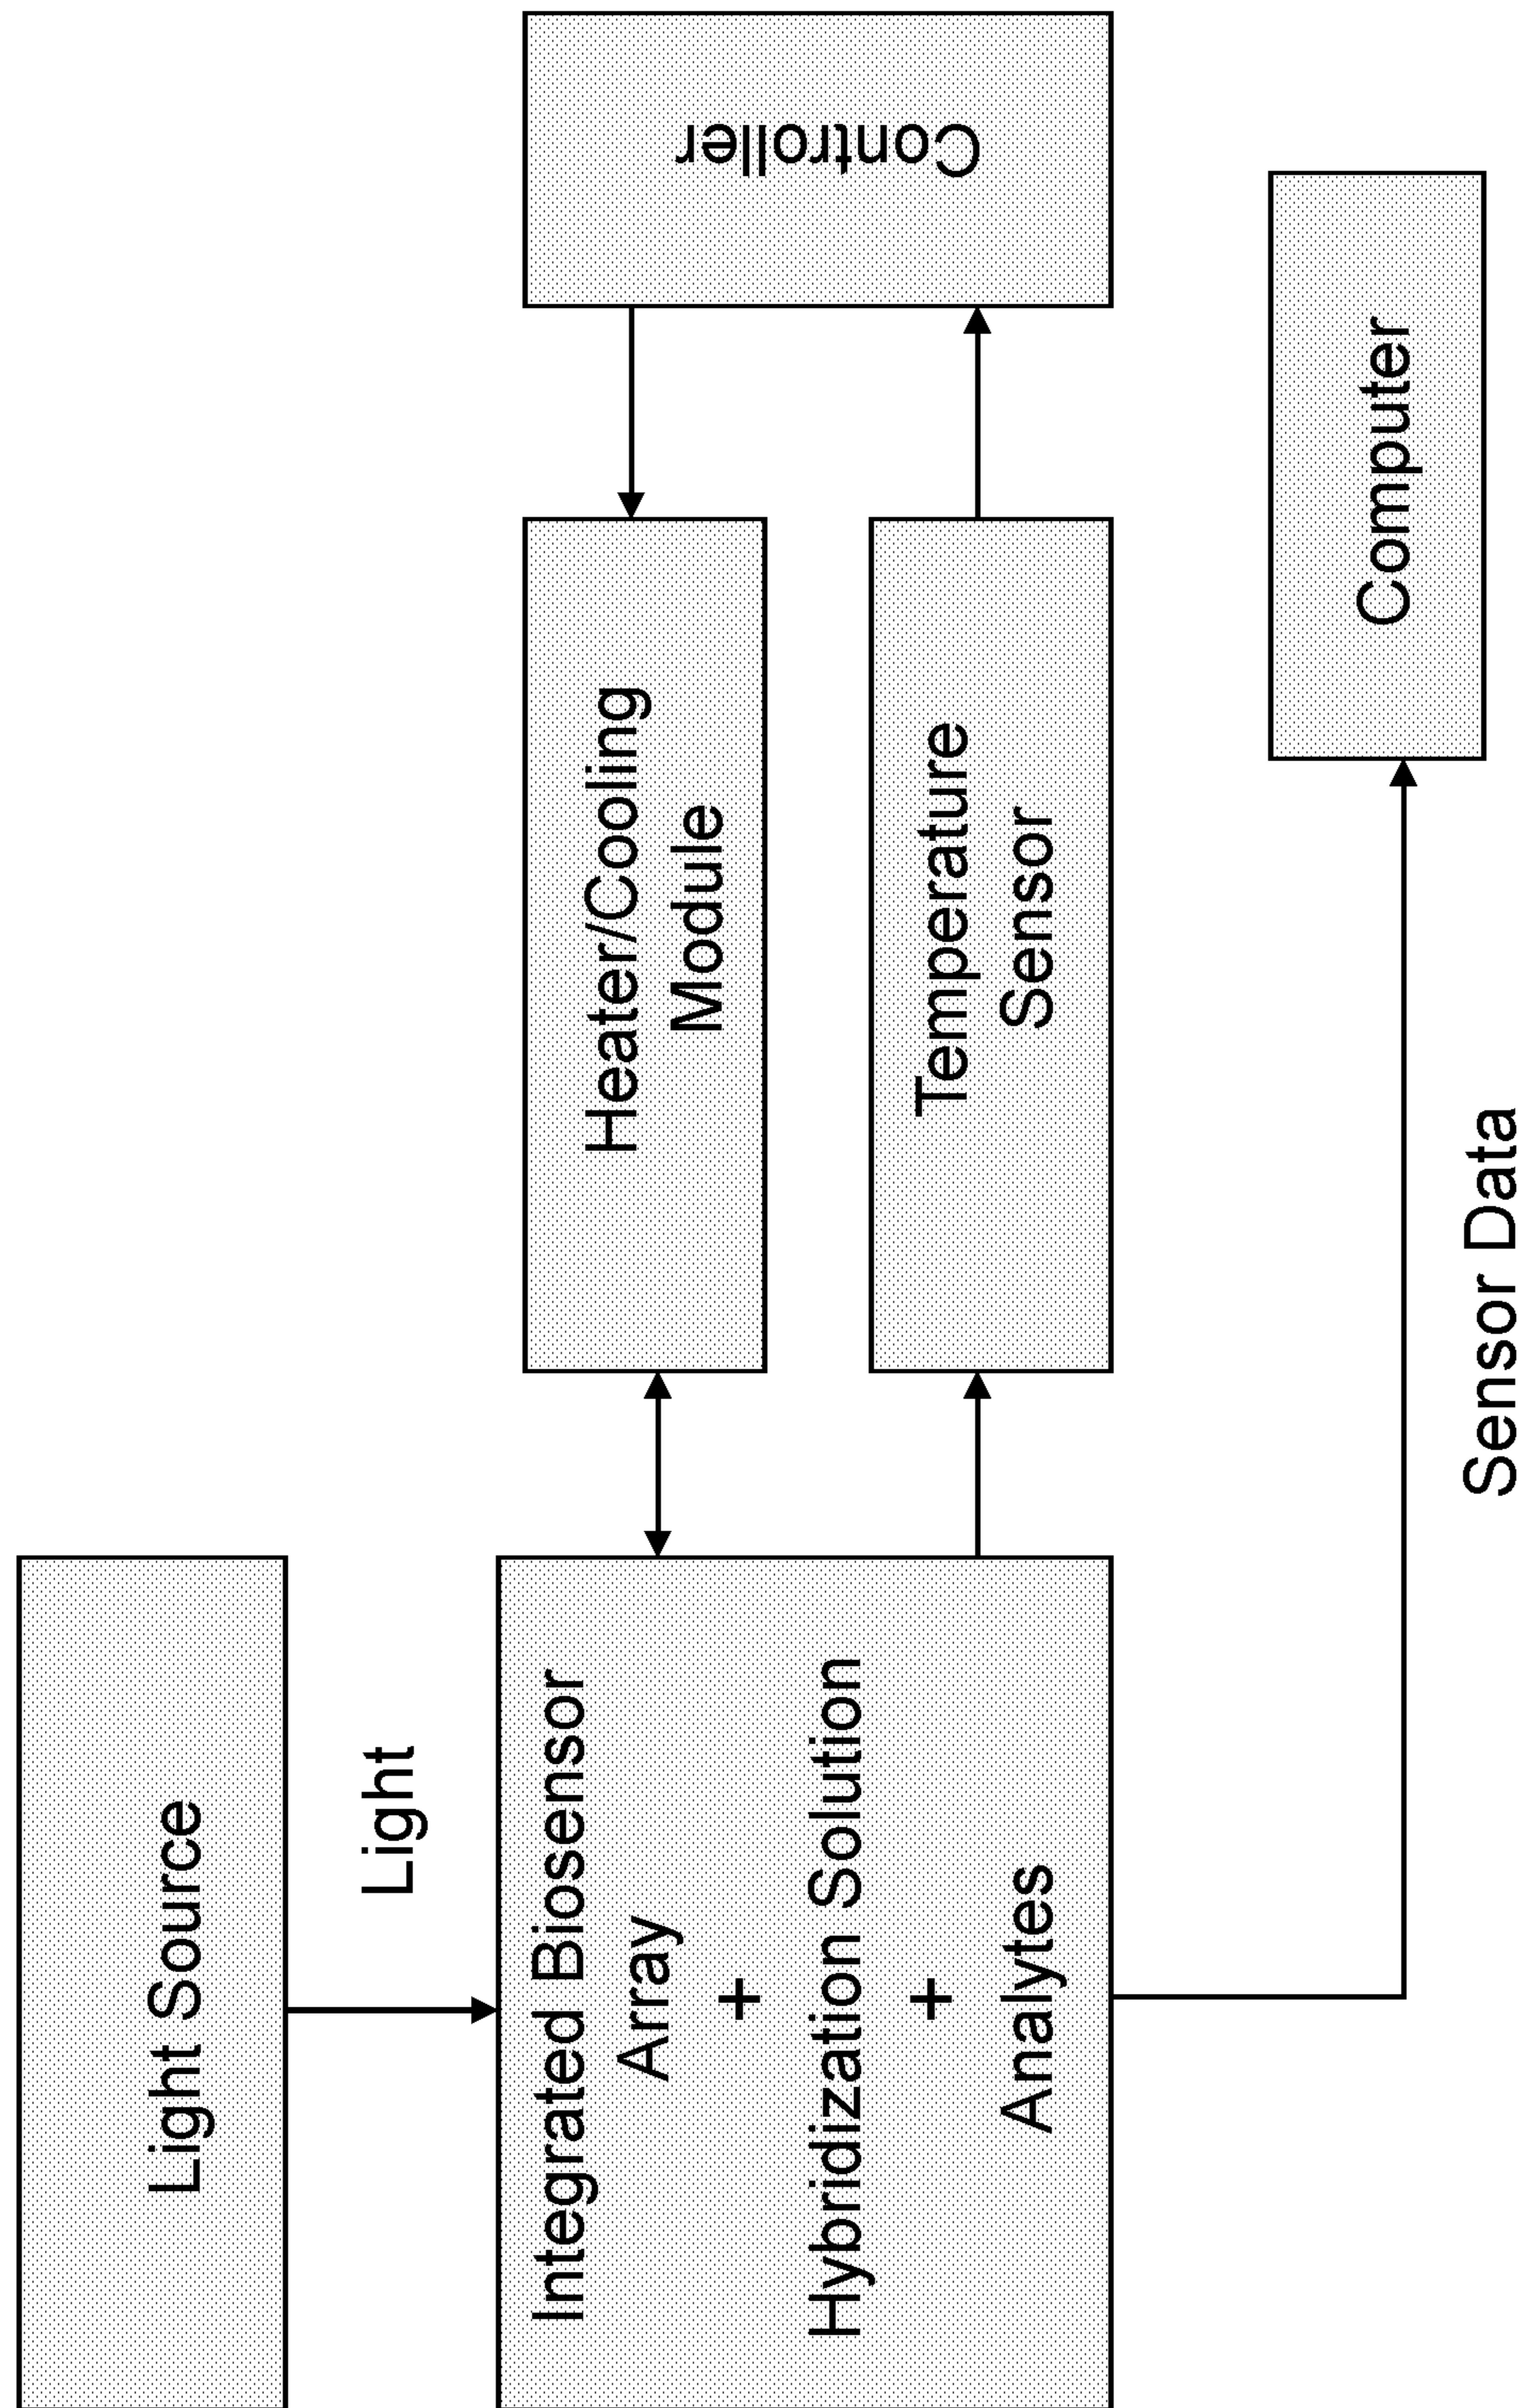 Light Source
Light
Integrated Biosensor
Array
+
Hybridization Solution
+
Analytes
Heater/Cooling
Module
Temperature
Sensor
Controller
Sensor Data
Computer